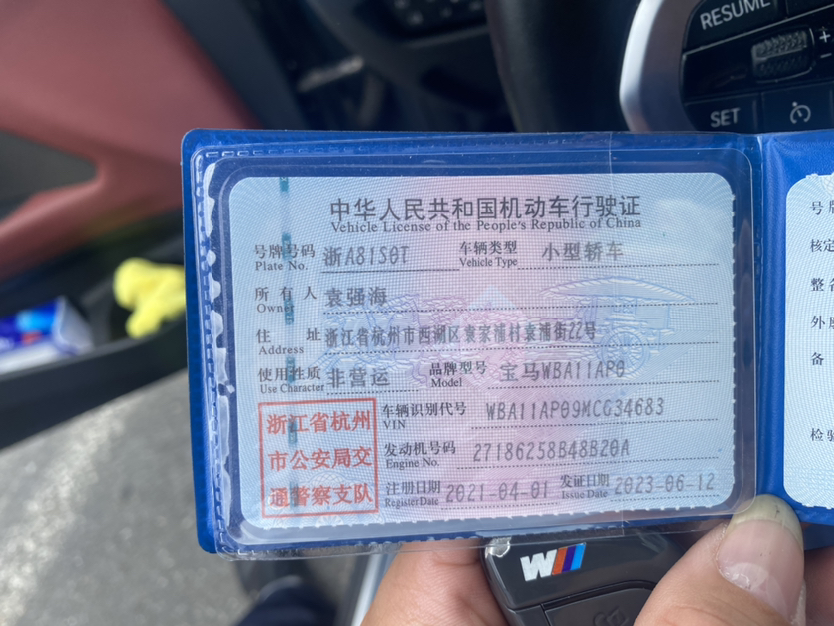 RESUME
+
SET
中华人民共和国机动车行驶证
Vehicle License of the People's Republic of China
号牌号码 浙A81S0T 车辆类型 小型轿车
Plate No. Vehicle Type
所有人 袁强海
Owner
住址 浙江省杭州市西湖区袁家浦村袁浦街22号
Address
使用性质 非营运 品牌型号 宝马WBA11AP0
Use Character Model
浙江省杭州
市公安局交
通警察支队
车辆识别代号 WBA11AP09MCG34683
VIN
发动机号码 27186258B48B20A
Engine No.
注册日期 2021-04-01 发证日期 2023-06-12
Register Date Issue Date
号牌
核定
整备
外廓
备
检验
M